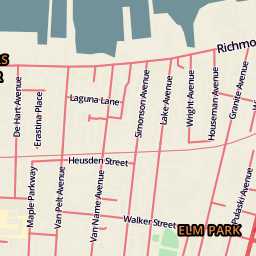 Richmo
S
R
Laguna Lane
De Hart Avenue
Erastina Place
Simonson Avenue
Lake Avenue
Wright Avenue
Houseman Avenue
Granite Avenue
Heusden Street
Maple Parkway
Van Pelt Avenue
Van Name Avenue
Walker Street
ELM PARK
Pulaski Avenue